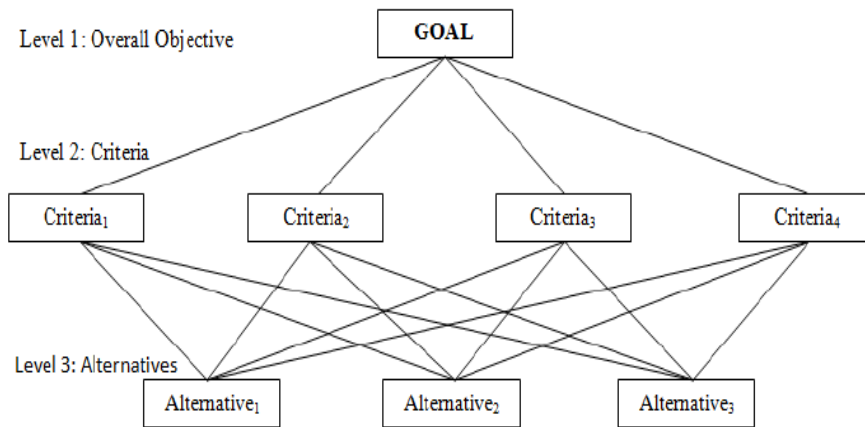 GOAL
Level 1: Overall Objective
Level 2: Criteria
Criteria₁ Criteria₂ Criteria₃ Criteria₄
Level 3: Alternatives
Alternative₁ Alternative₂ Alternative₃